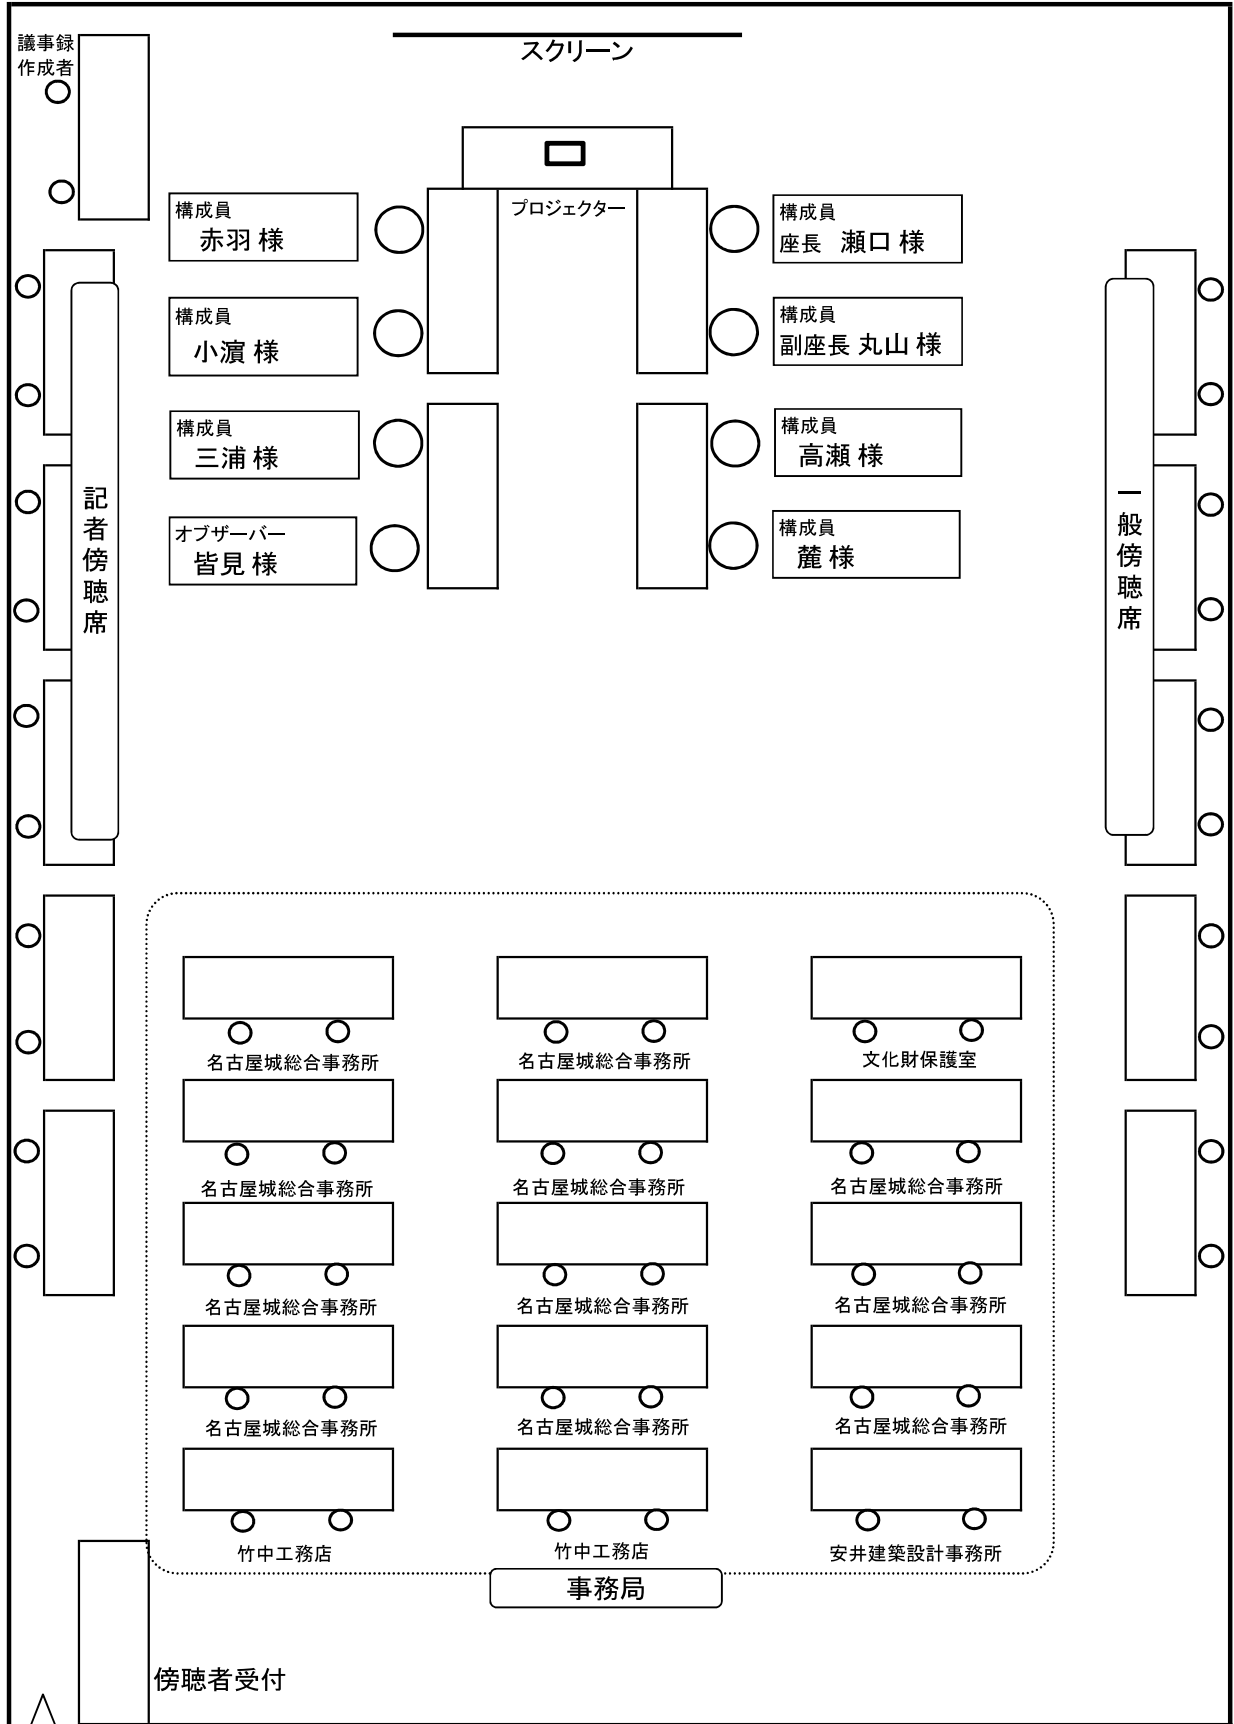 議事録
作成者
スクリーン
プロジェクター
構成員
赤羽 様
構成員
座長 瀬口 様
構成員
小濵 様
構成員
副座長 丸山 様
構成員
三浦 様
構成員
高瀬 様
オブザーバー
皆見 様
構成員
麓 様
記者傍聴席
一般傍聴席
名古屋城総合事務所
名古屋城総合事務所
文化財保護室
名古屋城総合事務所
名古屋城総合事務所
名古屋城総合事務所
名古屋城総合事務所
名古屋城総合事務所
名古屋城総合事務所
名古屋城総合事務所
名古屋城総合事務所
名古屋城総合事務所
竹中工務店
竹中工務店
安井建築設計事務所
事務局
傍聴者受付